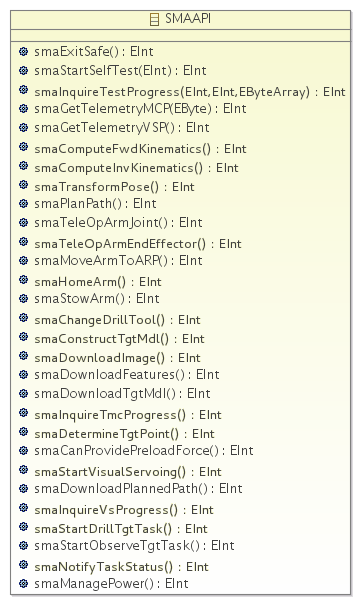 SMAAPI
smaExitSafe() : EInt
smaStartSelfTest(EInt) : EInt
smaInquireTestProgress(EInt,EInt,EByteArray) : EInt
smaGetTelemetryMCP(EByte) : EInt
smaGetTelemetryVSP() : EInt
smaComputeFwdKinematics() : EInt
smaComputeInvKinematics() : EInt
smaTransformPose() : EInt
smaPlanPath() : EInt
smaTeleOpArmJoint() : EInt
smaTeleOpArmEndEffector() : EInt
smaMoveArmToARP() : EInt
smaHomeArm() : EInt
smaStowArm() : EInt
smaChangeDrillTool() : EInt
smaConstructTgtMdl() : EInt
smaDownloadImage() : EInt
smaDownloadFeatures() : EInt
smaDownloadTgtMdl() : EInt
smaInquireTmcProgress() : EInt
smaDetermineTgtPoint() : EInt
smaCanProvidePreloadForce() : EInt
smaStartVisualServoing() : EInt
smaDownloadPlannedPath() : EInt
smaInquireVsProgress() : EInt
smaStartDrillTgtTask() : EInt
smaStartObserveTgtTask() : EInt
smaNotifyTaskStatus() : EInt
smaManagePower() : EInt